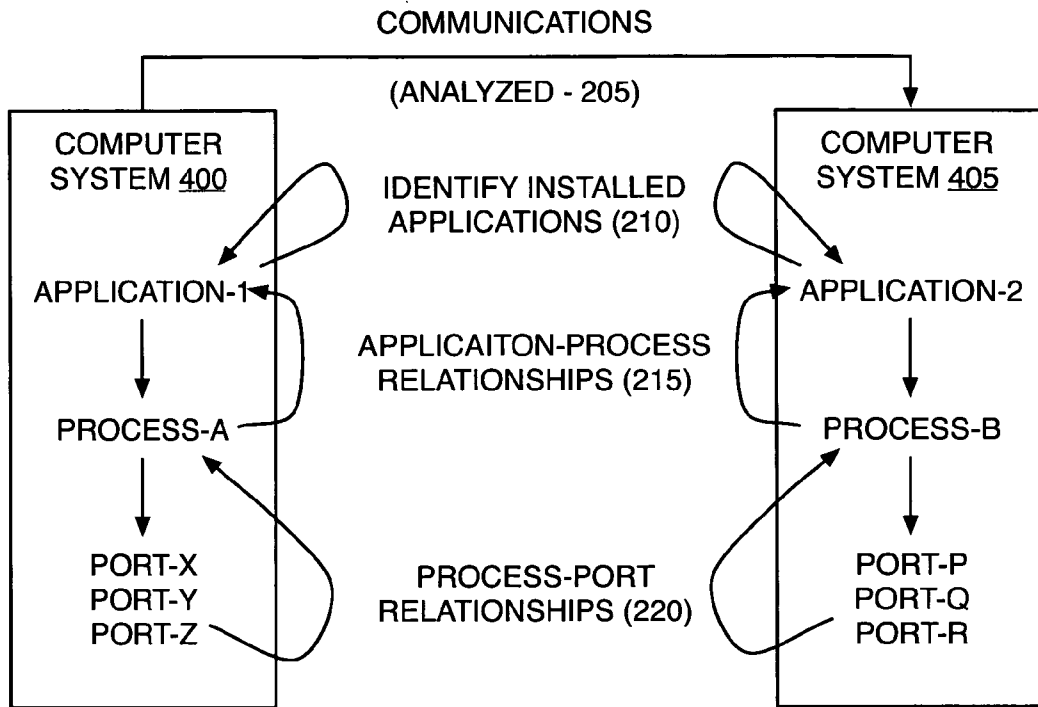 COMMUNICATIONS
(ANALYZED - 205)
COMPUTER
SYSTEM 400
COMPUTER
SYSTEM 405
IDENTIFY INSTALLED
APPLICATIONS (210)
APPLICATION-1
APPLICATION-2
APPLICAITON-PROCESS
RELATIONSHIPS (215)
PROCESS-A
PROCESS-B
PORT-X
PORT-Y
PORT-Z
PROCESS-PORT
RELATIONSHIPS (220)
PORT-P
PORT-Q
PORT-R